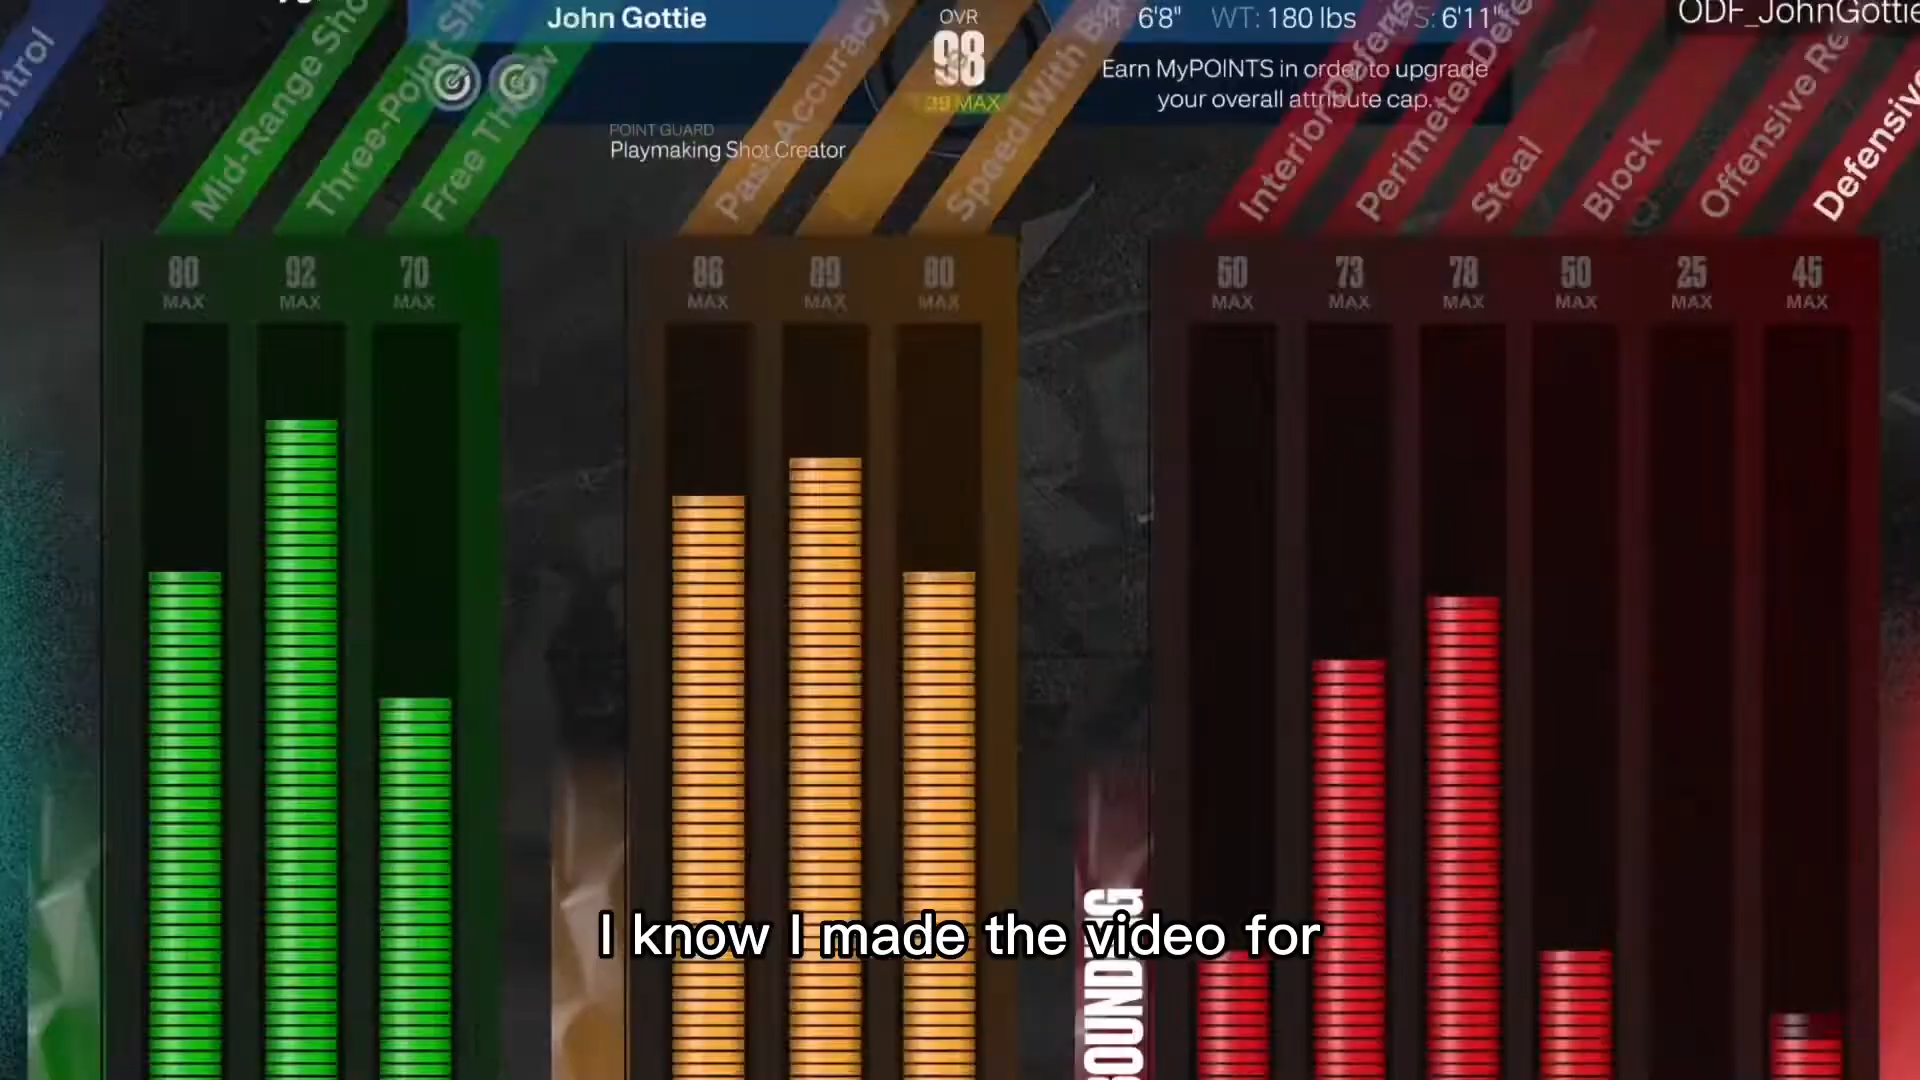 John Gottie
OVR
98
39 MAX
6'8" WT: 180 lbs
6'11"
ODF_JohnGottie
Earn MyPOINTS in order to upgrade
your overall attribute cap.
POINT GUARD
Playmaking Shot Creator
Mid-Range Sho
Three-Point Sh
Free Throw
Pass Accuracy
Speed With Ba
Interior Defens
Perimeter Defe
Steal
Block
Offensive Re
Defensive
80
MAX
92
MAX
70
MAX
86
MAX
89
MAX
80
MAX
50
MAX
73
MAX
78
MAX
50
MAX
25
MAX
45
MAX
I know I made the video for
OUNDING